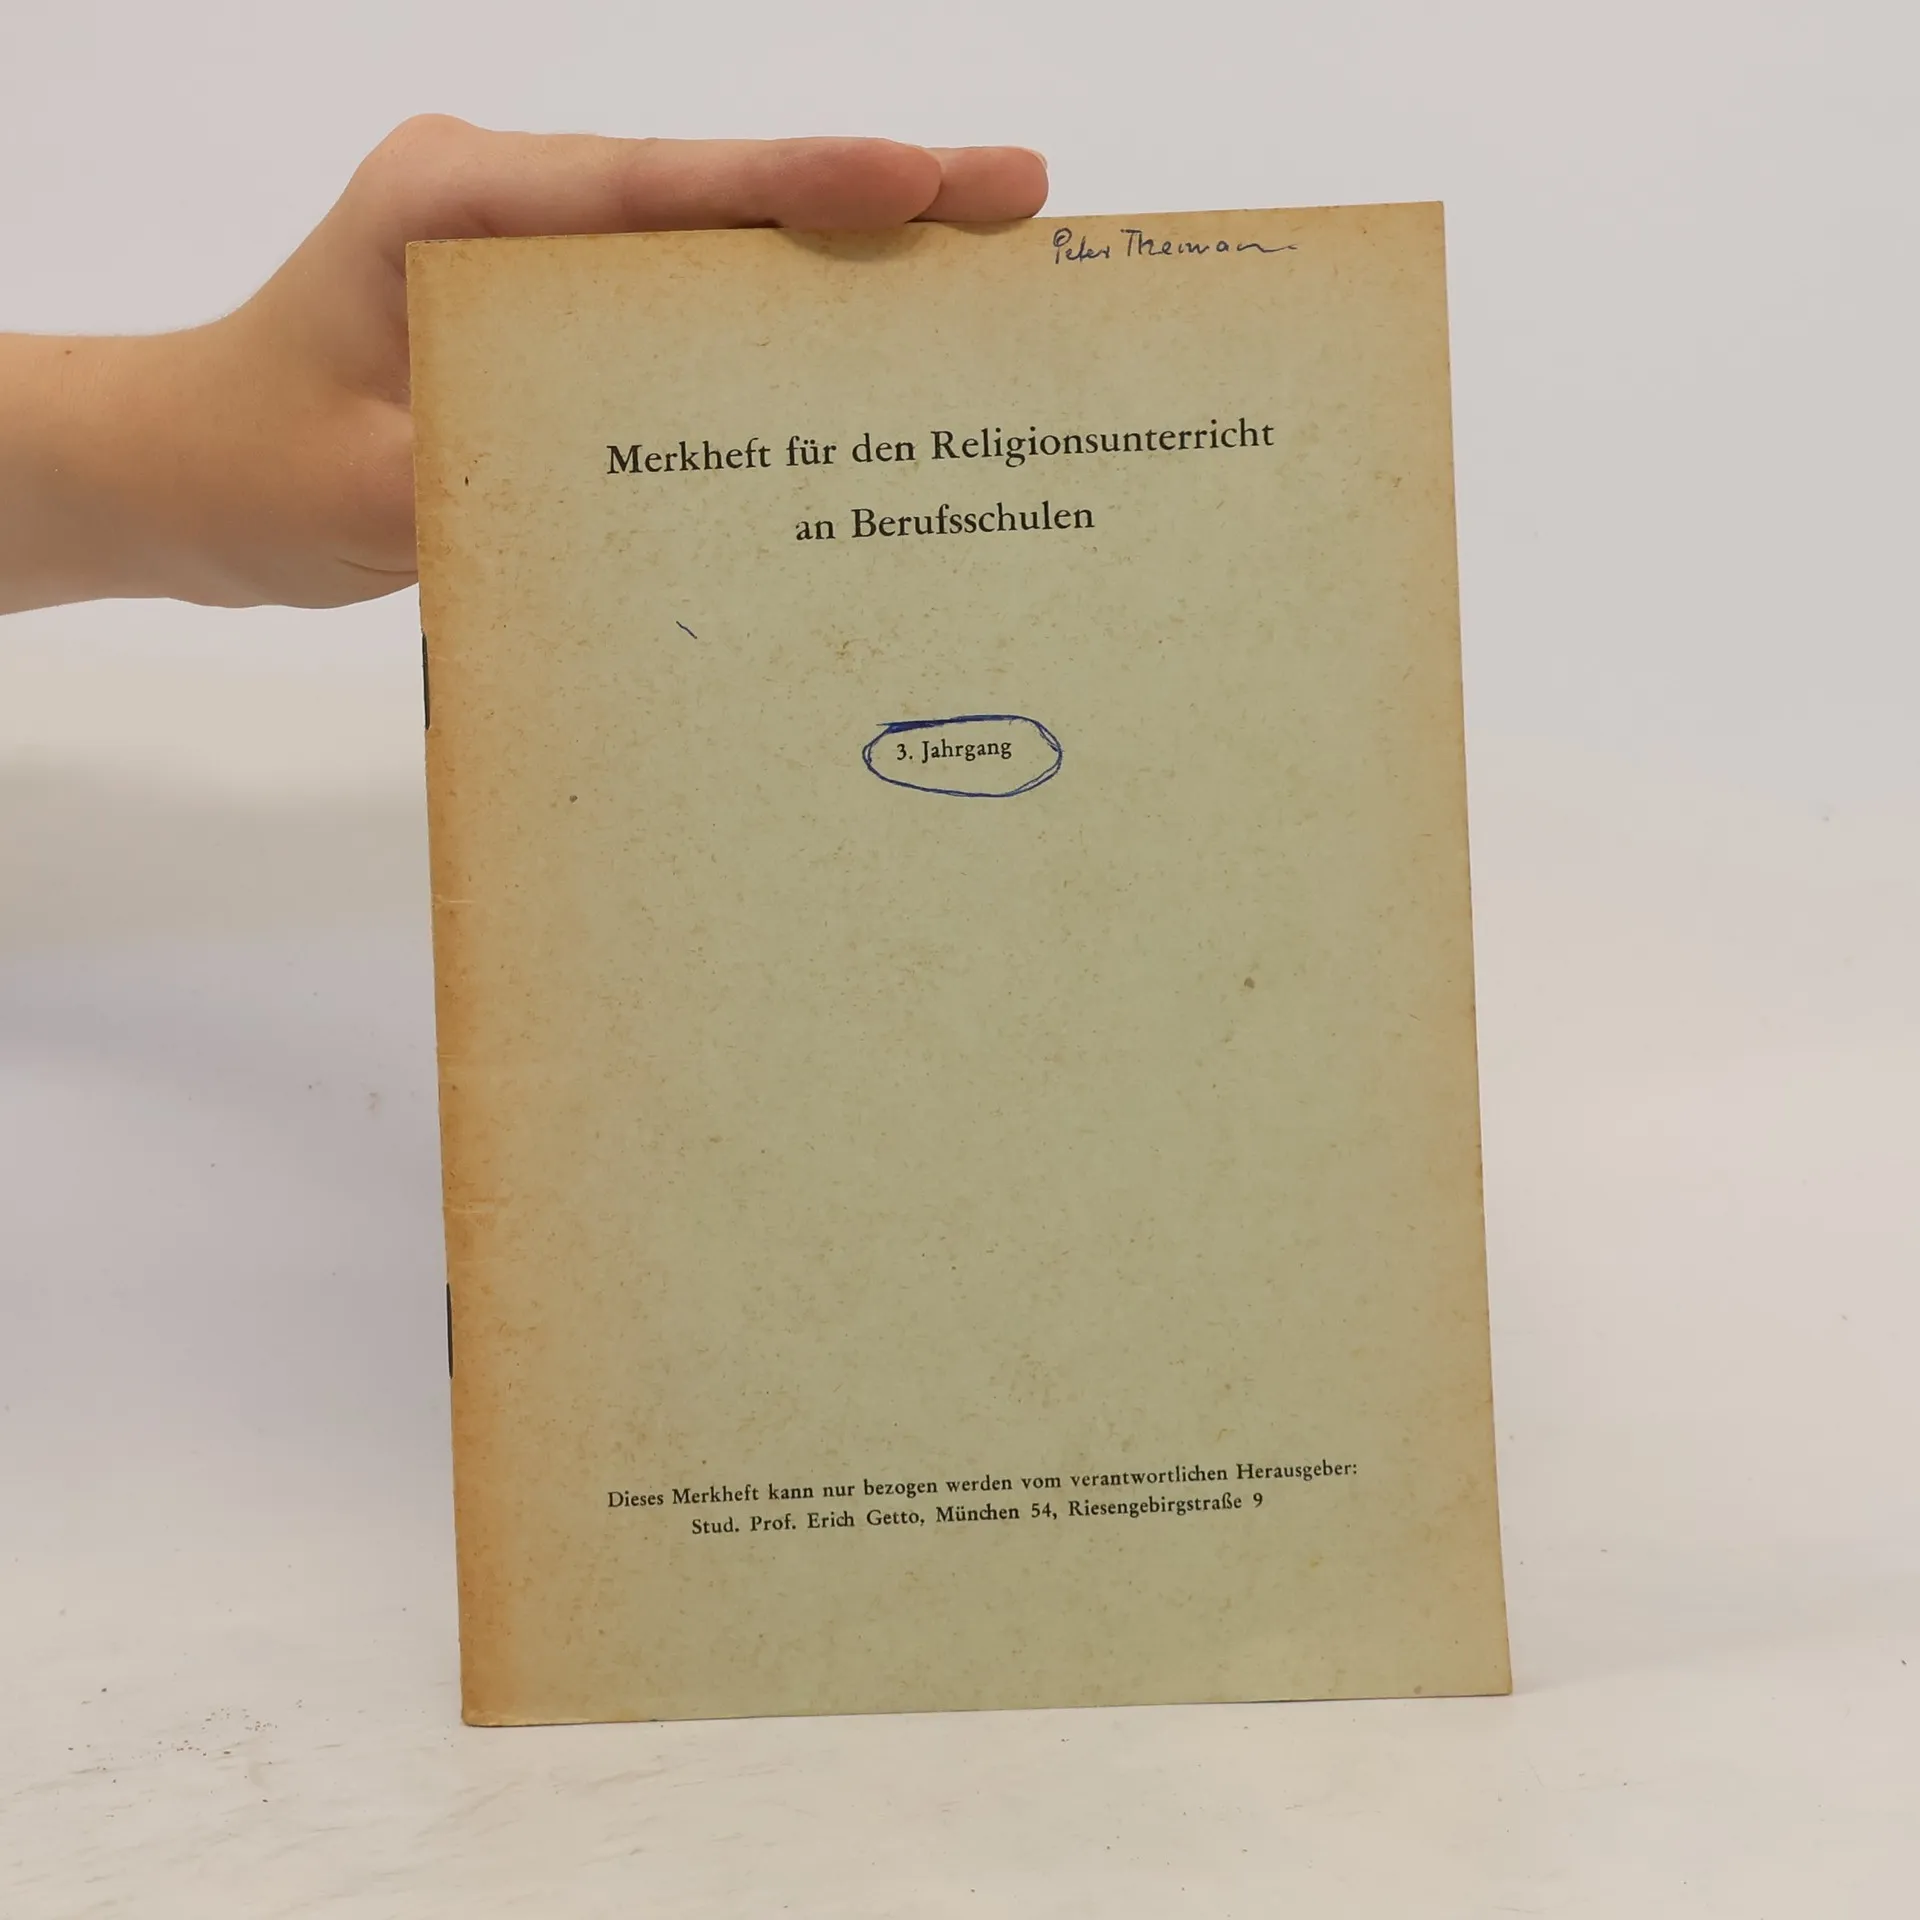 Peter
Merkheft für den Religionsunterricht
an Berufsschulen
3. Jahrgang
Dieses Merkheft kann nur bezogen werden vom verantwortlichen Herausgeber:
Stud. Prof. Erich Getto, München 54, Riesengebirgstraße 9